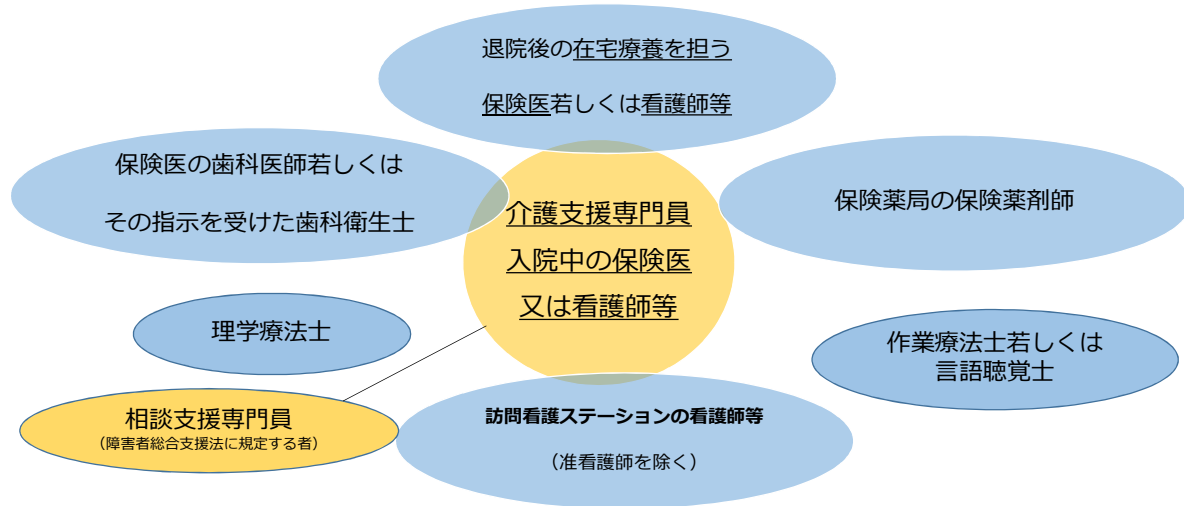 退院後の在宅療養を担う
保険医若しくは看護師等
保険医の歯科医師若しくは
その指示を受けた歯科衛生士
介護支援専門員
入院中の保険医
又は看護師等
保険薬局の保険薬剤師
理学療法士
作業療法士若しくは
言語聴覚士
相談支援専門員
（障害者総合支援法に規定する者）
訪問看護ステーションの看護師等
（准看護師を除く）